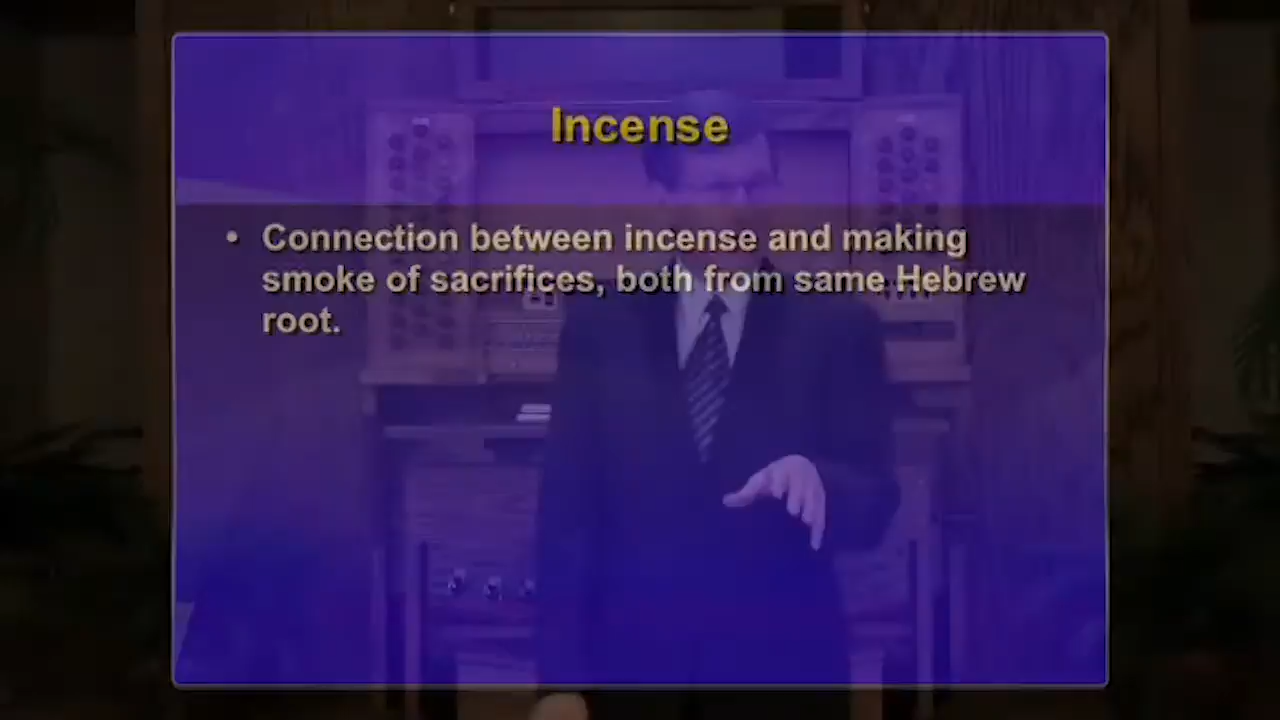 Incense
• Connection between incense and making
smoke of sacrifices, both from same Hebrew
root.